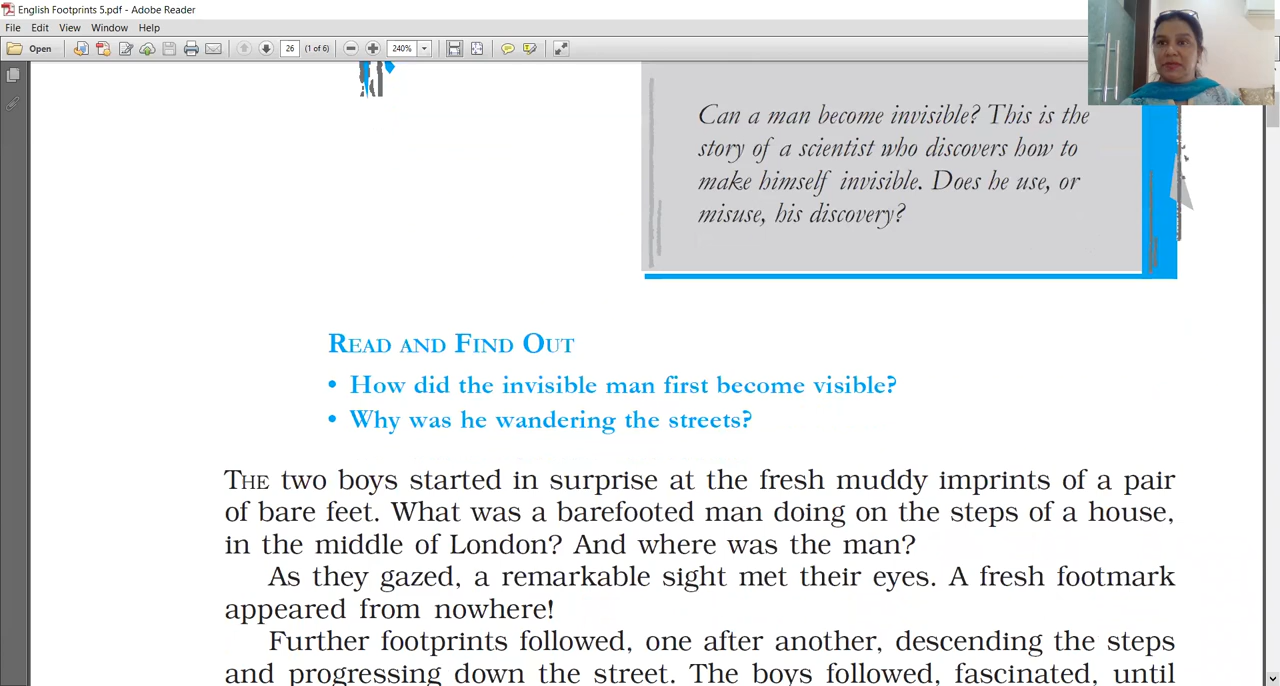 English Footprints 5.pdf - Adobe Reader
File Edit View Window Help
Open 26 (1 of 6) 240%
Can a man become invisible? This is the
story of a scientist who discovers how to
make himself invisible. Does he use, or
misuse, his discovery?
READ AND FIND OUT
• How did the invisible man first become visible?
• Why was he wandering the streets?
THE two boys started in surprise at the fresh muddy imprints of a pair
of bare feet. What was a barefooted man doing on the steps of a house,
in the middle of London? And where was the man?
As they gazed, a remarkable sight met their eyes. A fresh footmark
appeared from nowhere!
Further footprints followed, one after another, descending the steps
and progressing down the street. The boys followed, fascinated, until